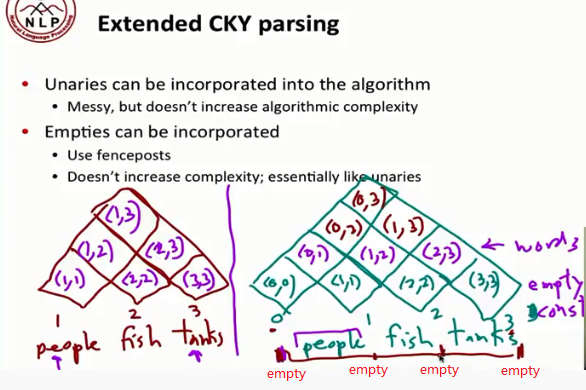 NLP
Natural Language Processing
Extended CKY parsing
• Unaries can be incorporated into the algorithm
• Messy, but doesn't increase algorithmic complexity
• Empties can be incorporated
• Use fenceposts
• Doesn't increase complexity; essentially like unaries
(1,3)
(1,2) (2,3)
(1,1) (2,2) (3,3)
1 2 3
people fish tanks
(0,3)
(0,2) (1,3)
(0,1) (1,2) (2,3) ← words
(0,0) (1,1) (2,2) (3,3) empty
const
0 1 2 3
people fish tanks
empty empty empty empty